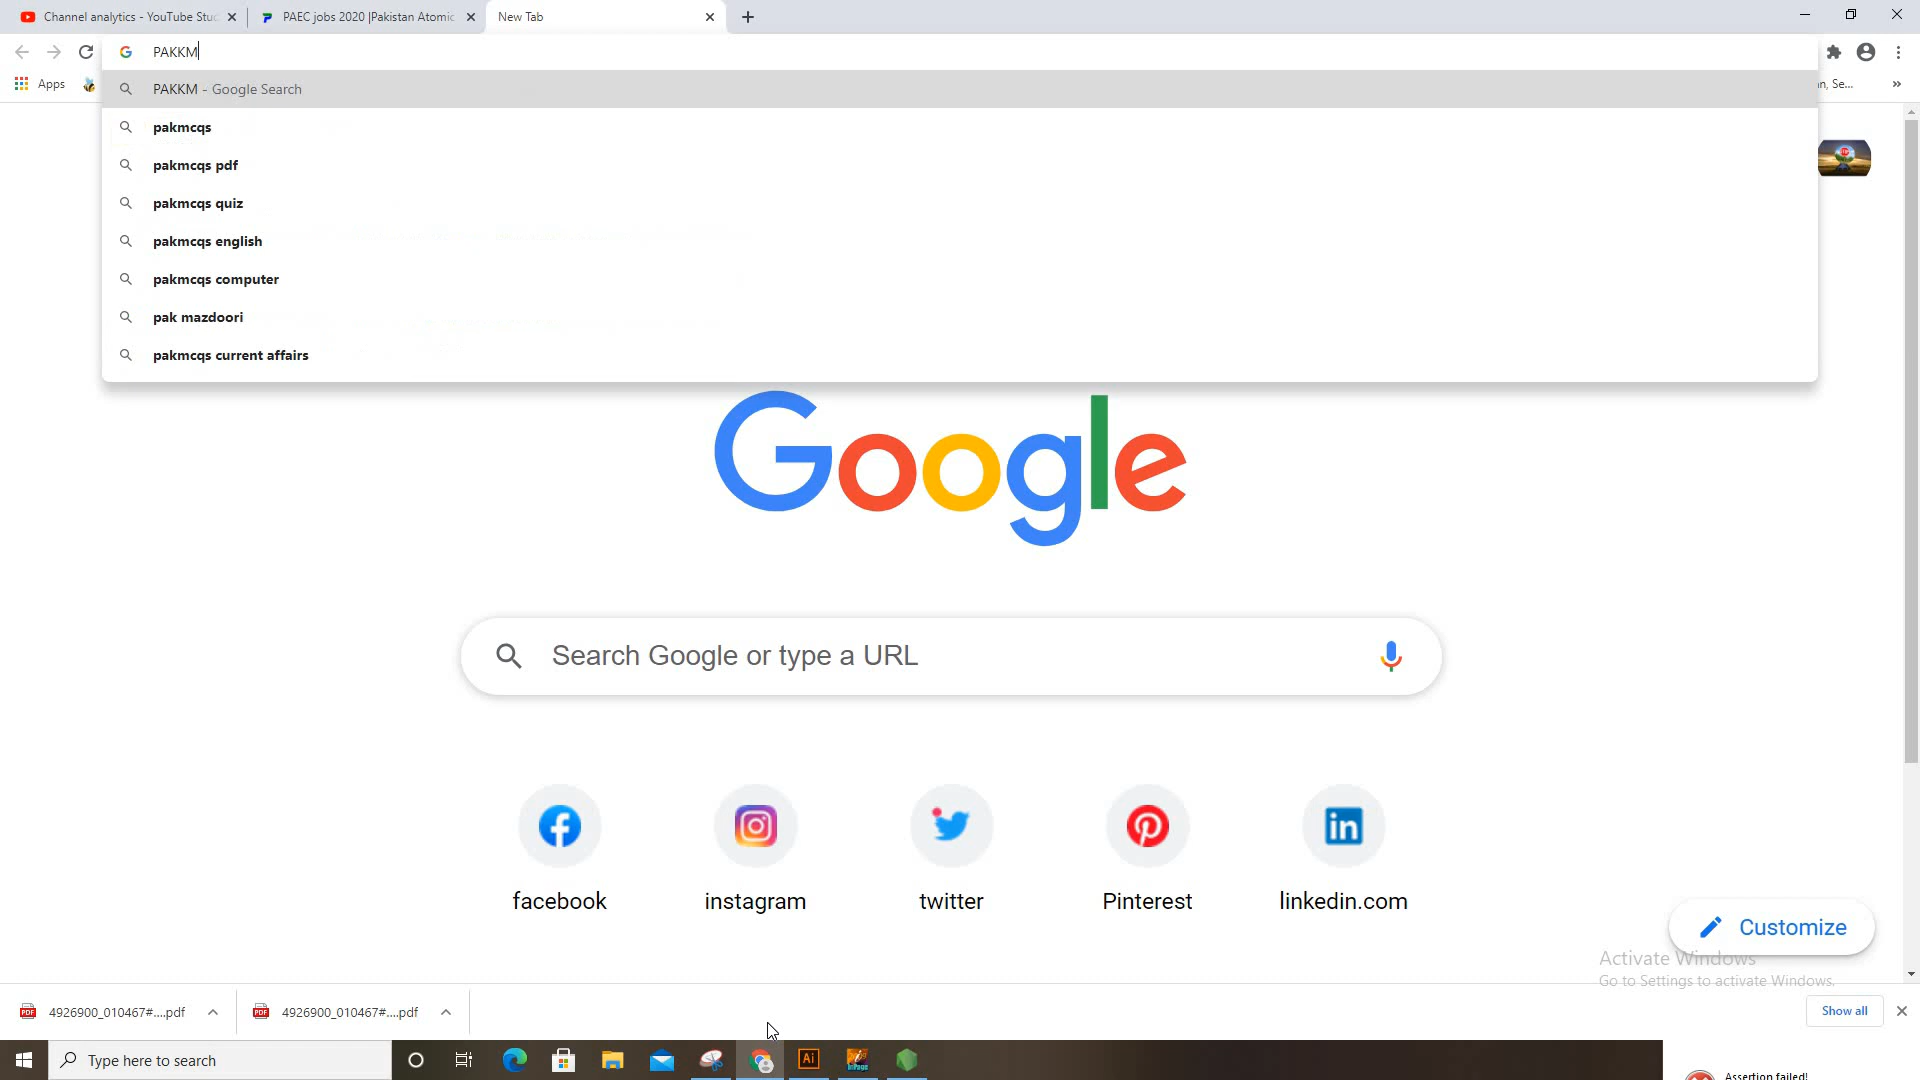 Channel analytics - YouTube Stu
PAEC jobs 2020 |Pakistan Atomic
New Tab
PAKKM
Apps
n, Se...
PAKKM - Google Search
pakmcqs
pakmcqs pdf
pakmcqs quiz
pakmcqs english
pakmcqs computer
pak mazdoori
pakmcqs current affairs
Google
Search Google or type a URL
facebook
instagram
twitter
Pinterest
linkedin.com
Customize
Activate Windows
Go to Settings to activate Windows.
4926900_010467#....pdf
4926900_010467#....pdf
Show all
Type here to search
Assertion failed!